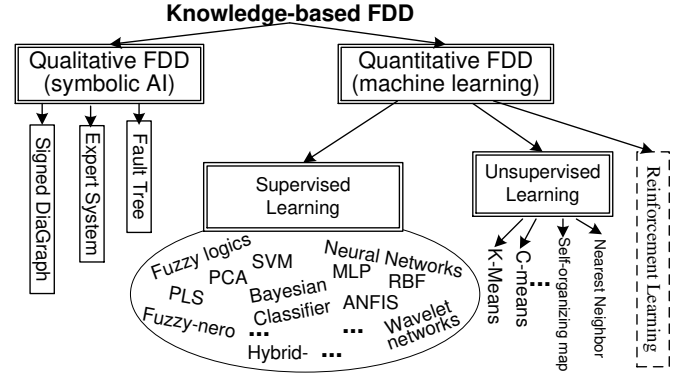 Knowledge-based FDD
Qualitative FDD
(symbolic AI)
Quantitative FDD
(machine learning)
Signed DiaGraph
Expert System
Fault Tree
Supervised
Learning
Unsupervised
Learning
Reinforcement Learning
Fuzzy logics
SVM
Neural Networks
PCA
MLP
RBF
PLS
Bayesian
Classifier
ANFIS
Fuzzy-nero
...
...
Wavelet
networks
Hybrid-
...
K-Means
C-means
...
Self-organizing map
Nearest Neighbor